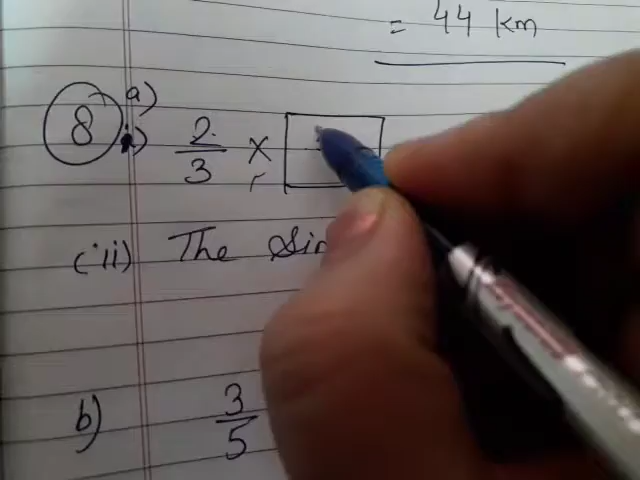 = 44 km
8 a)
i) 2/3 ×
(ii) The
b) 3/5